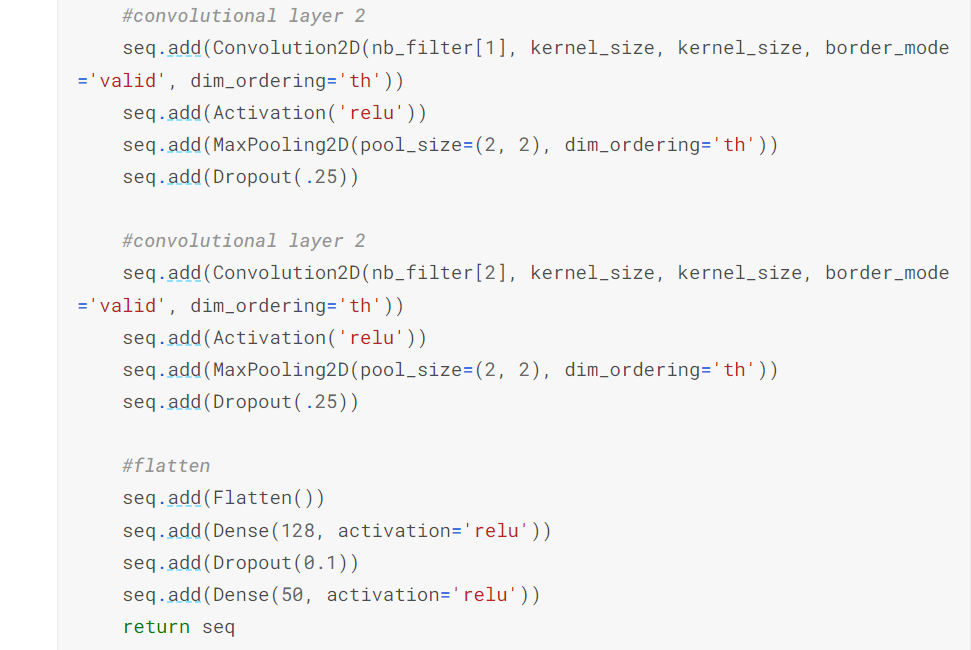 #convolutional layer 2
seq.add(Convolution2D(nb_filter[1], kernel_size, kernel_size, border_mode
='valid', dim_ordering='th'))
seq.add(Activation('relu'))
seq.add(MaxPooling2D(pool_size=(2, 2), dim_ordering='th'))
seq.add(Dropout(.25))
#convolutional layer 2
seq.add(Convolution2D(nb_filter[2], kernel_size, kernel_size, border_mode
='valid', dim_ordering='th'))
seq.add(Activation('relu'))
seq.add(MaxPooling2D(pool_size=(2, 2), dim_ordering='th'))
seq.add(Dropout(.25))
#flatten
seq.add(Flatten())
seq.add(Dense(128, activation='relu'))
seq.add(Dropout(0.1))
seq.add(Dense(50, activation='relu'))
return seq